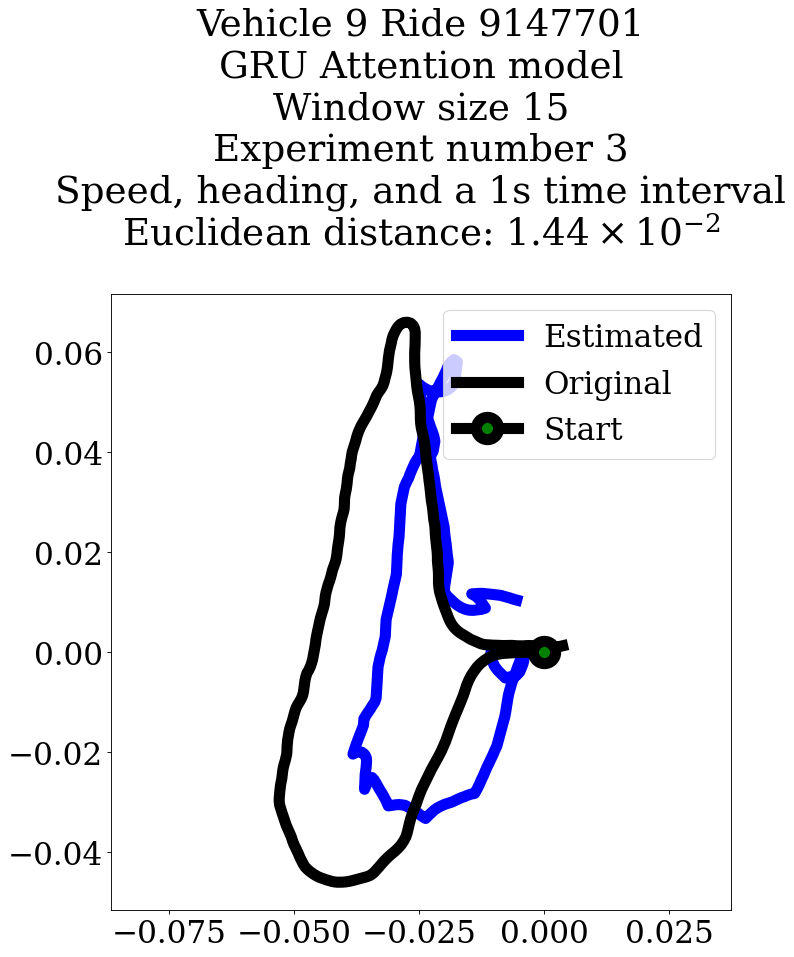 Vehicle 9 Ride 9147701
GRU Attention model
Window size 15
Experiment number 3
Speed, heading, and a 1s time interval
Euclidean distance: 1.44 × 10⁻²
Estimated
Original
Start
0.06
0.04
0.02
0.00
−0.02
−0.04
−0.075 −0.050 −0.025 0.000 0.025